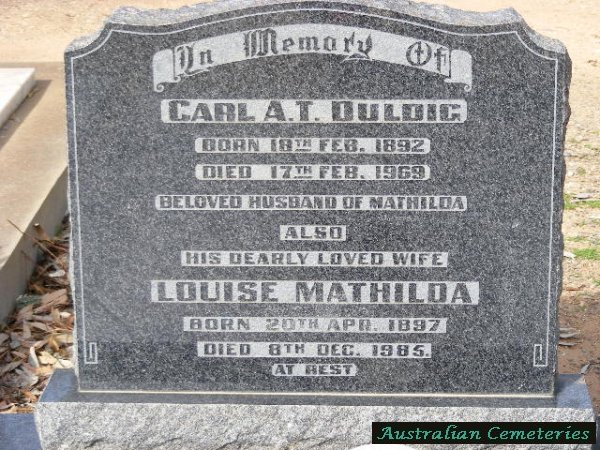 In Memory Of
CARL A.T. DULDIG
BORN 18TH FEB. 1892
DIED 17TH FEB. 1969
BELOVED HUSBAND OF MATHILDA
ALSO
HIS DEARLY LOVED WIFE
LOUISE MATHILDA
BORN 20TH APR. 1897
DIED 8TH DEC. 1985.
AT REST
Australian Cemeteries